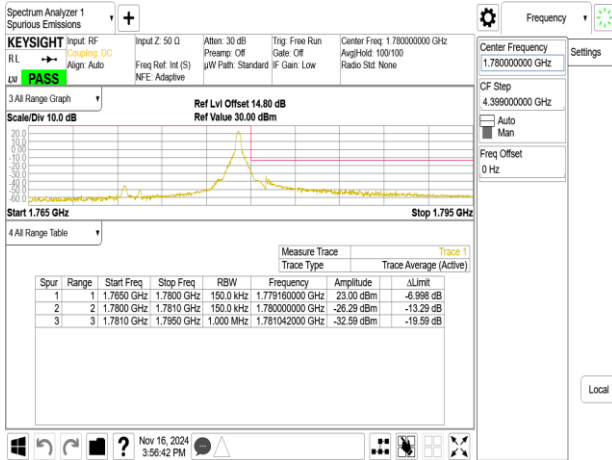 Spectrum Analyzer 1
Spurious Emissions
Frequency
KEYSIGHT
RL
Input: RF
Coupling: DC
Align: Auto
Input Z: 50 Ω
Freq Ref: Int (S)
NFE: Adaptive
Atten: 30 dB
Preamp: Off
µW Path: Standard
Trig: Free Run
Gate: Off
IF Gain: Low
Center Freq: 1.780000000 GHz
Avg|Hold: 100/100
Radio Std: None
PASS
Center Frequency
1.780000000 GHz
Settings
CF Step
4.399000000 GHz
Auto
Man
Freq Offset
0 Hz
3 All Range Graph
Scale/Div 10.0 dB
Ref Lvl Offset 14.80 dB
Ref Value 30.00 dBm
20.0
10.0
0.00
-10.0
-20.0
-30.0
-40.0
-50.0
-60.0
Start 1.765 GHz
Stop 1.795 GHz
4 All Range Table
Measure Trace Trace 1
Trace Type Trace Average (Active)
Spur Range Start Freq Stop Freq RBW Frequency Amplitude ΔLimit
1 1 1.7650 GHz 1.7800 GHz 150.0 kHz 1.779160000 GHz 23.00 dBm -6.998 dB
2 2 1.7800 GHz 1.7810 GHz 150.0 kHz 1.780000000 GHz -26.29 dBm -13.29 dB
3 3 1.7810 GHz 1.7950 GHz 1.000 MHz 1.781042000 GHz -32.59 dBm -19.59 dB
Local
?
Nov 16, 2024
3:56:42 PM